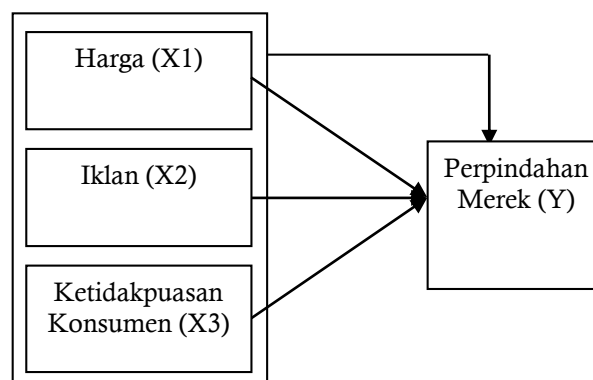 Harga (X1)
Iklan (X2)
Ketidakpuasan
Konsumen (X3)
Perpindahan
Merek (Y)